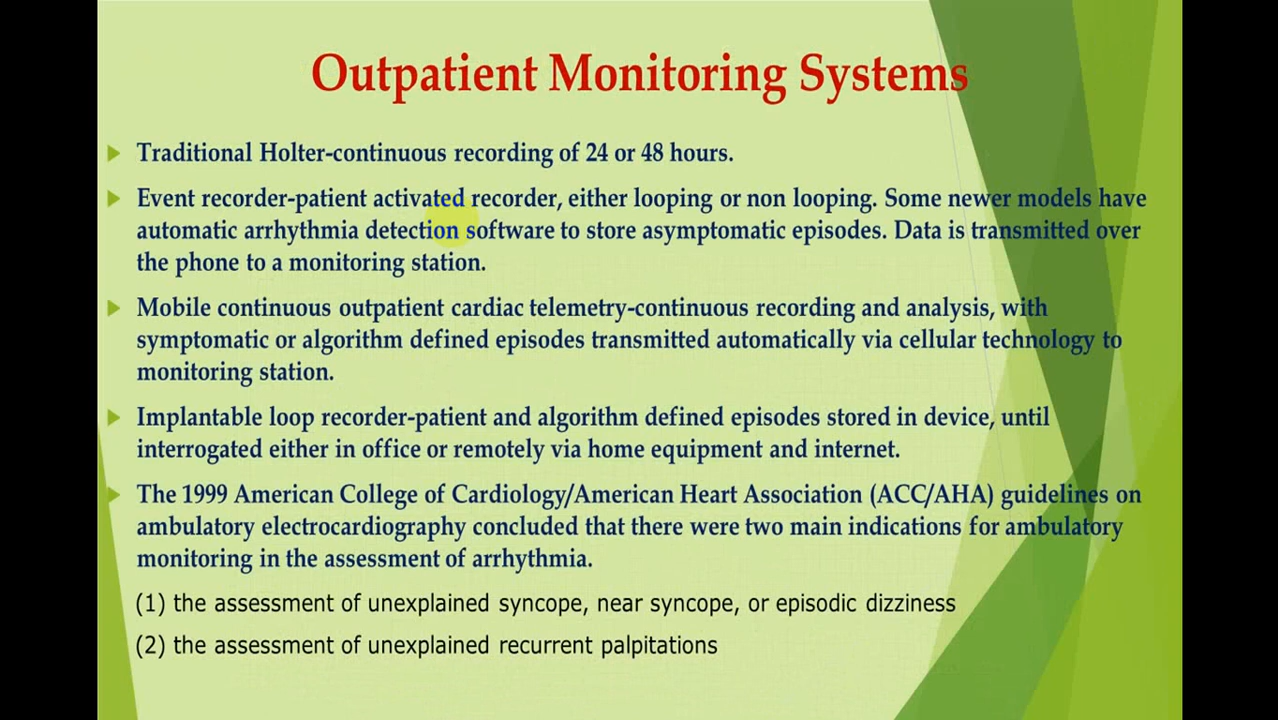 Outpatient Monitoring Systems
Traditional Holter-continuous recording of 24 or 48 hours.
Event recorder-patient activated recorder, either looping or non looping. Some newer models have
automatic arrhythmia detection software to store asymptomatic episodes. Data is transmitted over
the phone to a monitoring station.
Mobile continuous outpatient cardiac telemetry-continuous recording and analysis, with
symptomatic or algorithm defined episodes transmitted automatically via cellular technology to
monitoring station.
Implantable loop recorder-patient and algorithm defined episodes stored in device, until
interrogated either in office or remotely via home equipment and internet.
The 1999 American College of Cardiology/American Heart Association (ACC/AHA) guidelines on
ambulatory electrocardiography concluded that there were two main indications for ambulatory
monitoring in the assessment of arrhythmia.
(1) the assessment of unexplained syncope, near syncope, or episodic dizziness
(2) the assessment of unexplained recurrent palpitations